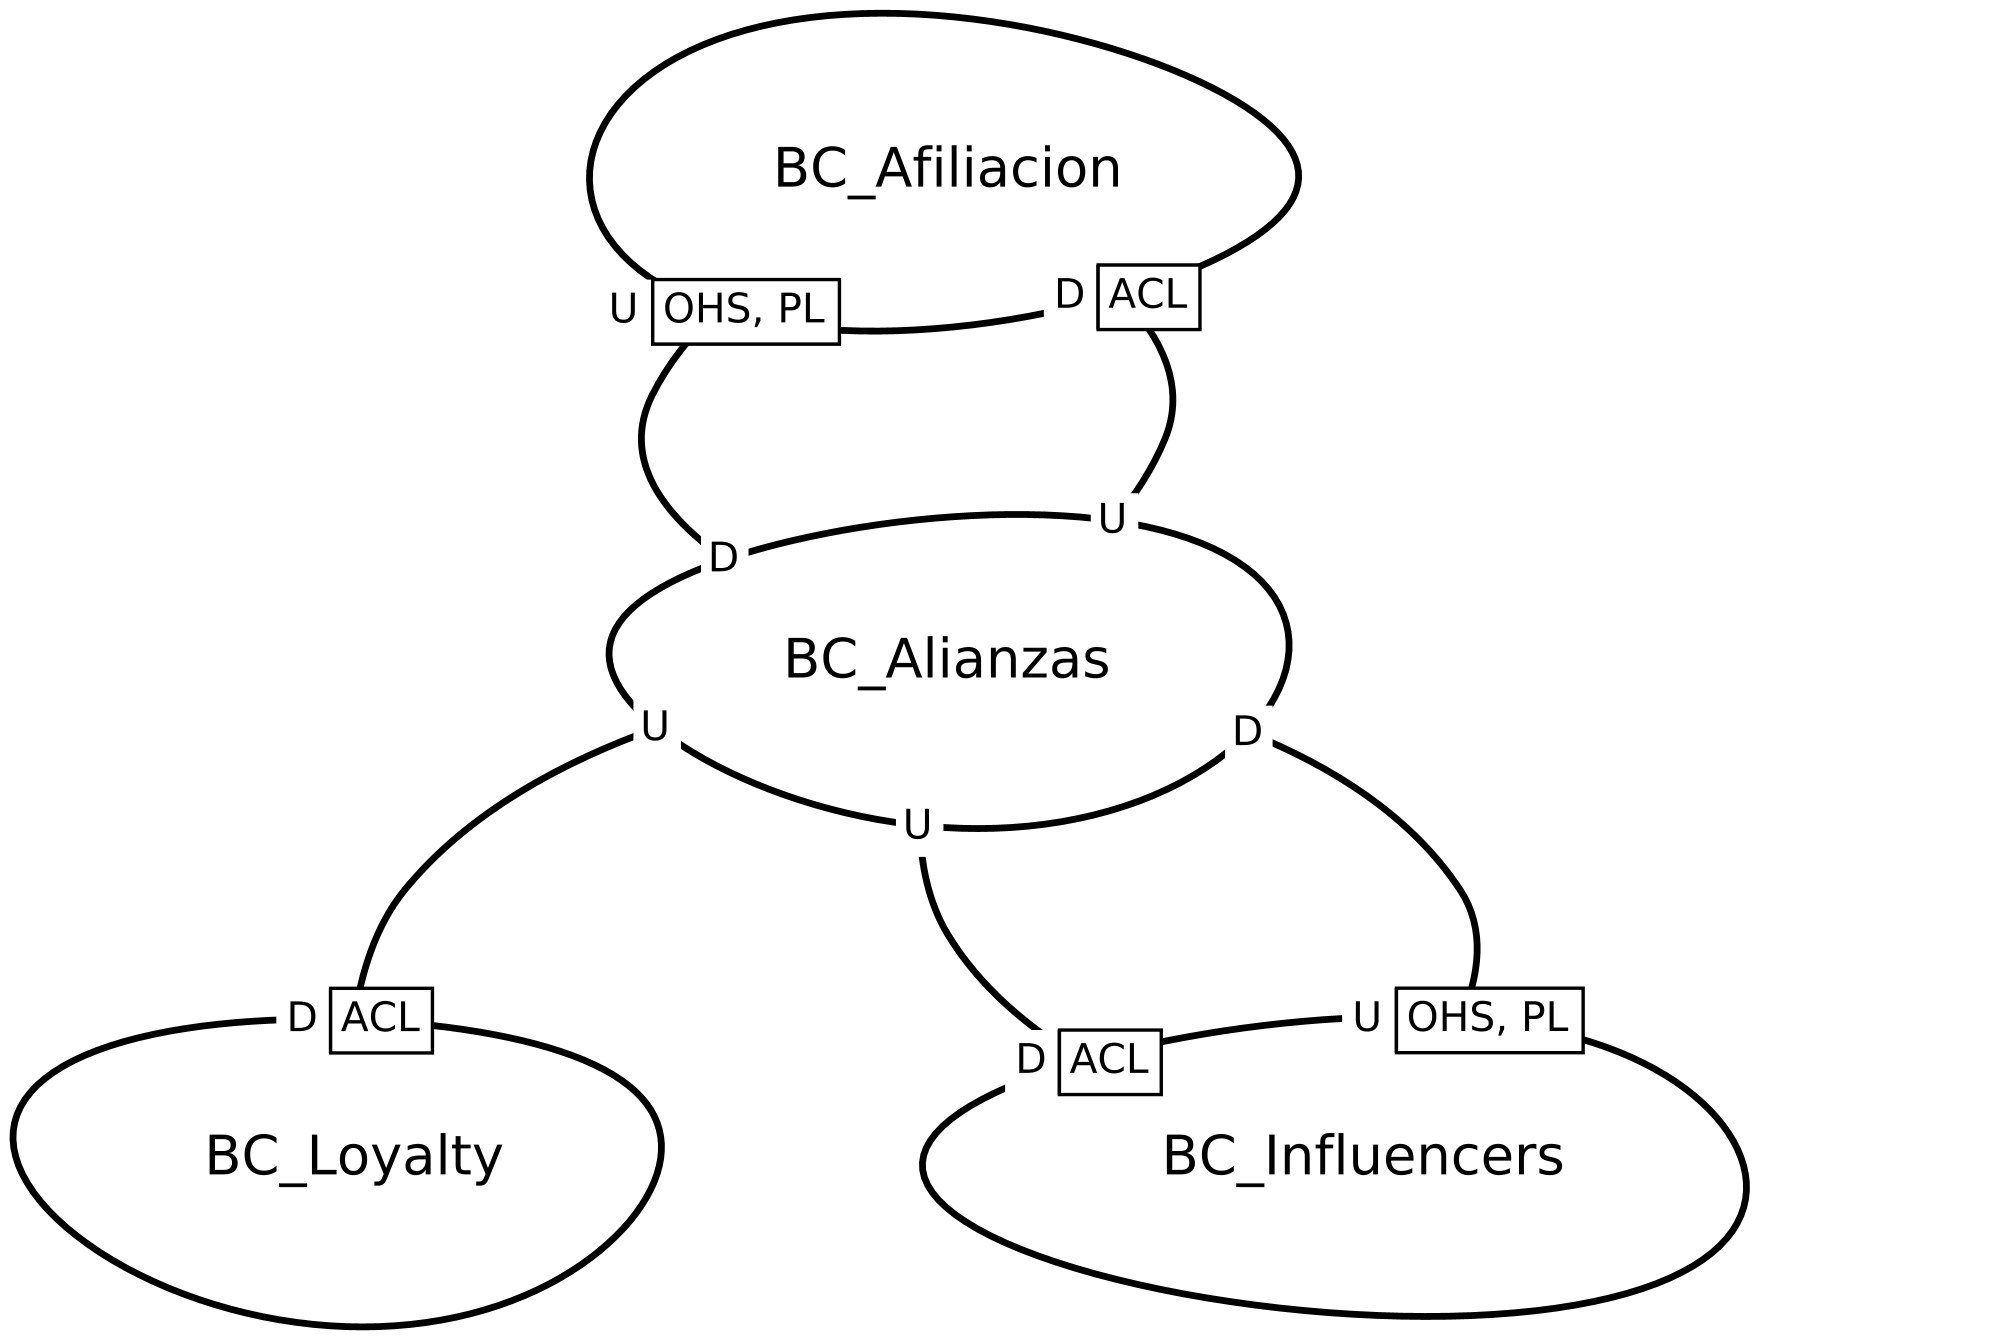 BC_Afiliacion
U OHS, PL
D ACL
D
U
BC_Alianzas
U
D
U
D ACL
U OHS, PL
D ACL
BC_Loyalty
BC_Influencers